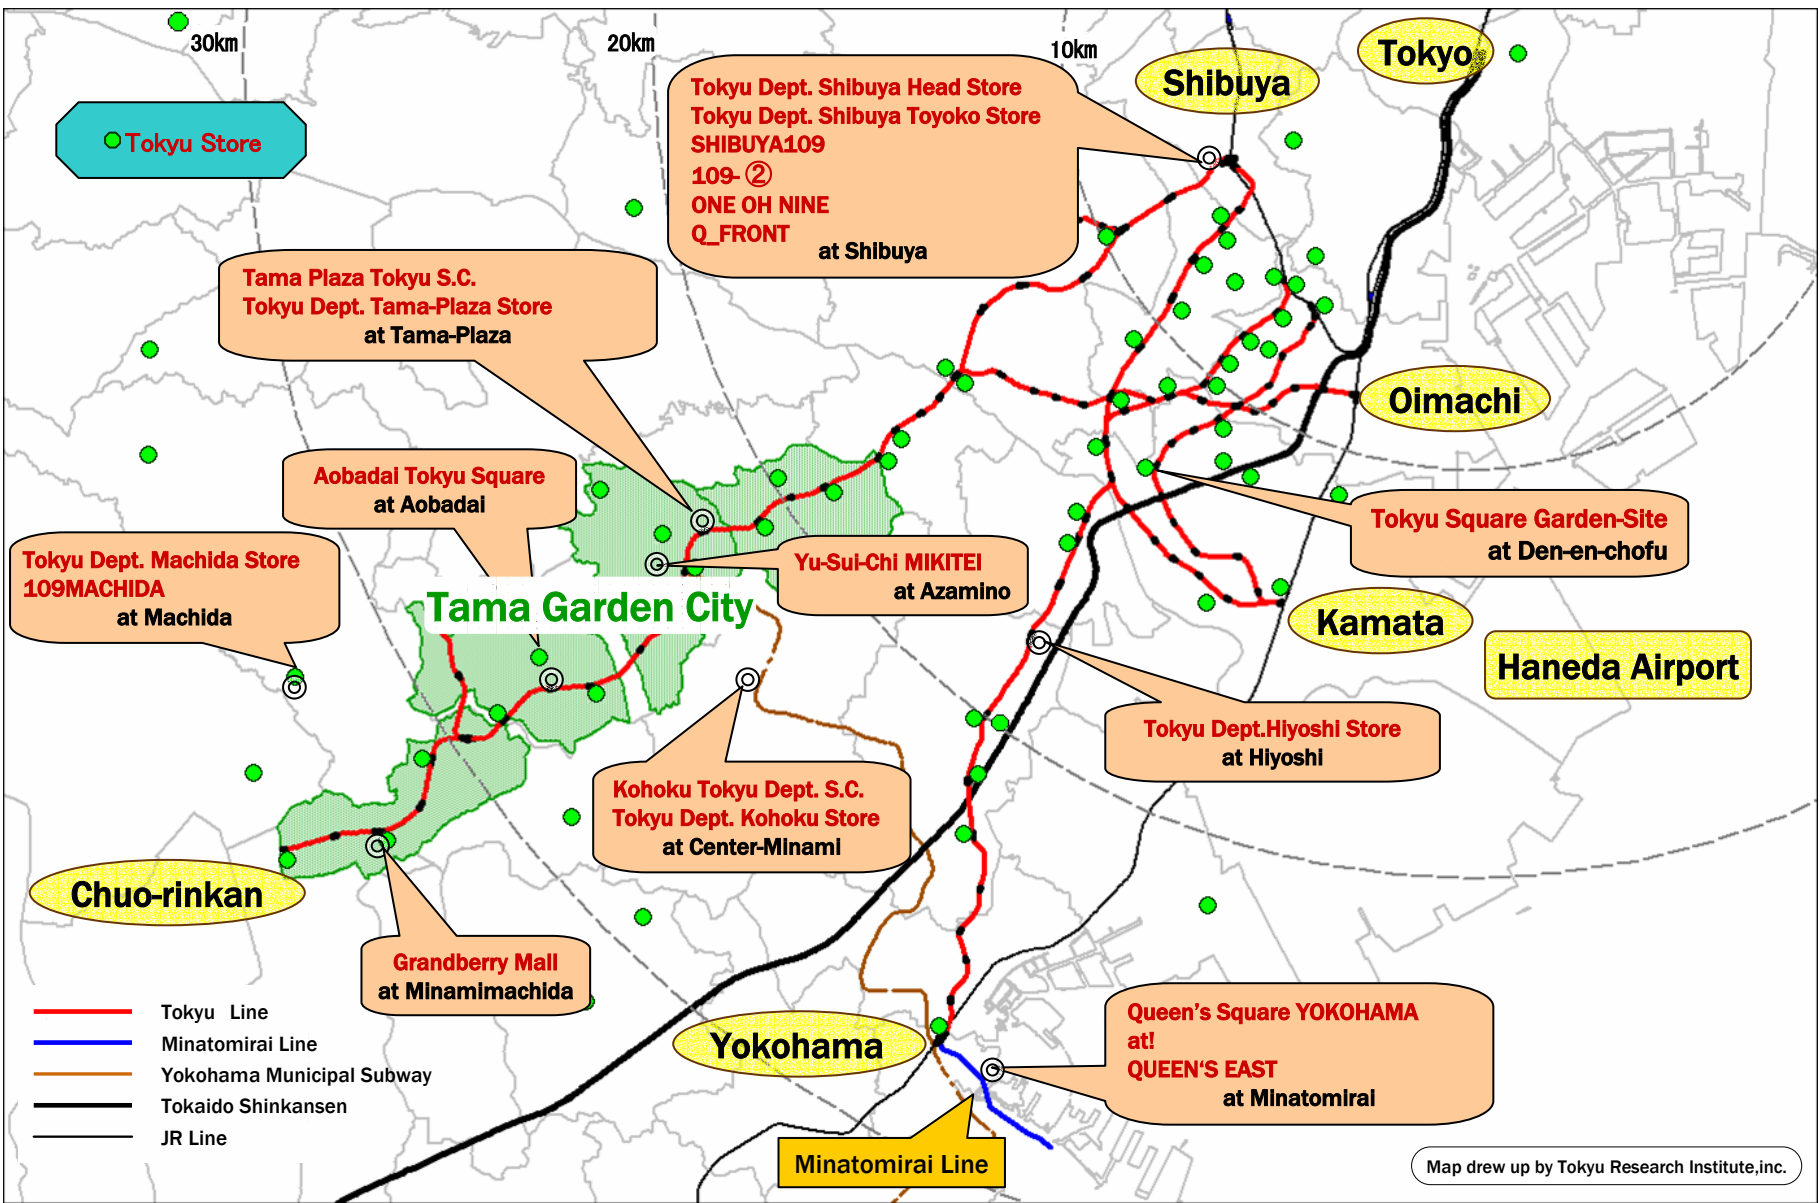 30km
20km
10km
Tokyo
Shibuya
Tokyu Store
Tokyu Dept. Shibuya Head Store
Tokyu Dept. Shibuya Toyoko Store
SHIBUYA109
109-②
ONE OH NINE
Q_FRONT
at Shibuya
Tama Plaza Tokyu S.C.
Tokyu Dept. Tama-Plaza Store
at Tama-Plaza
Oimachi
Aobadai Tokyu Square
at Aobadai
Tokyu Square Garden-Site
at Den-en-chofu
Tokyu Dept. Machida Store
109MACHIDA
at Machida
Yu-Sui-Chi MIKITEI
at Azamino
Tama Garden City
Kamata
Haneda Airport
Tokyu Dept.Hiyoshi Store
at Hiyoshi
Kohoku Tokyu Dept. S.C.
Tokyu Dept. Kohoku Store
at Center-Minami
Chuo-rinkan
Grandberry Mall
at Minamimachida
Yokohama
Queen's Square YOKOHAMA
at!
QUEEN'S EAST
at Minatomirai
Tokyu Line
Minatomirai Line
Yokohama Municipal Subway
Tokaido Shinkansen
JR Line
Minatomirai Line
Map drew up by Tokyu Research Institute,inc.